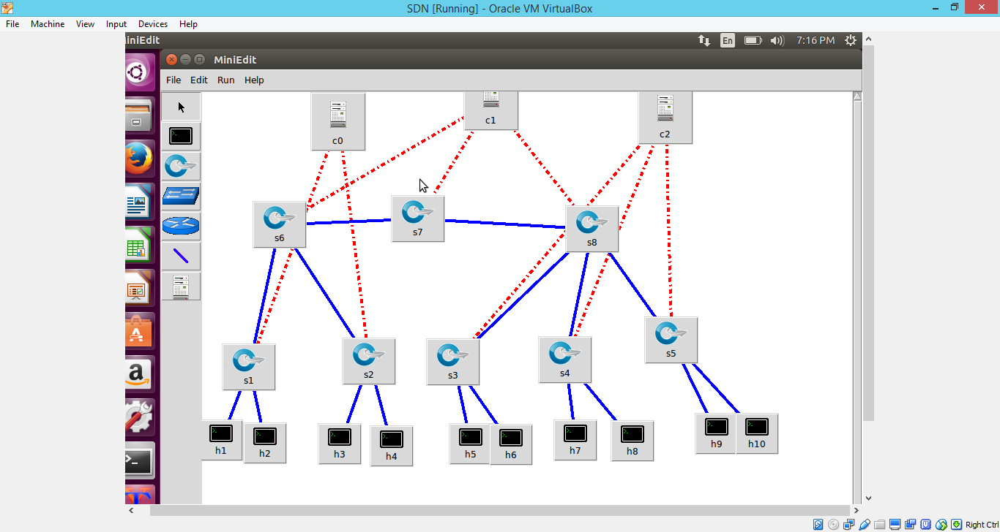 SDN [Running] - Oracle VM VirtualBox
File Machine View Input Devices Help
iniEdit En 7:16 PM
MiniEdit
File Edit Run Help
c0 c1 c2
s6 s7 s8
s1 s2 s3 s4 s5
h1 h2 h3 h4 h5 h6 h7 h8 h9 h10
Right Ctrl